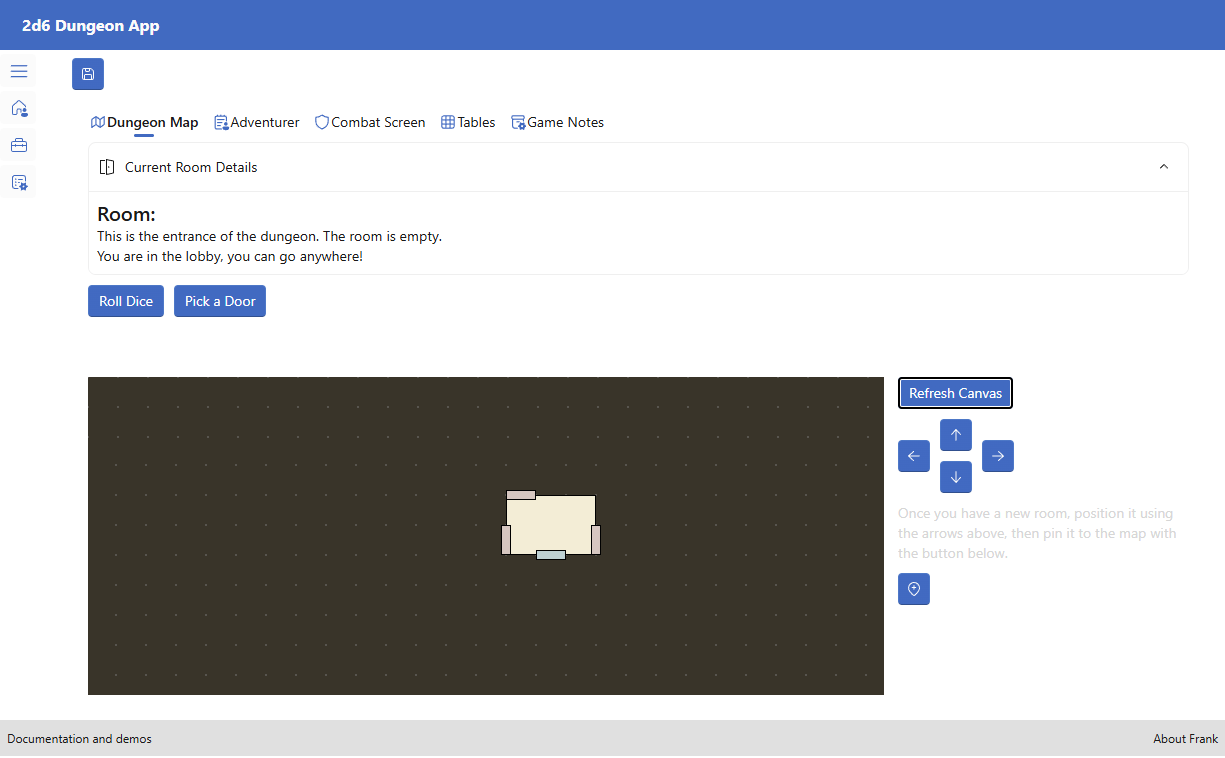 2d6 Dungeon App
Dungeon Map Adventurer Combat Screen Tables Game Notes
Current Room Details
Room:
This is the entrance of the dungeon. The room is empty.
You are in the lobby, you can go anywhere!
Roll Dice Pick a Door
Refresh Canvas
Once you have a new room, position it using
the arrows above, then pin it to the map with
the button below.
Documentation and demos About Frank